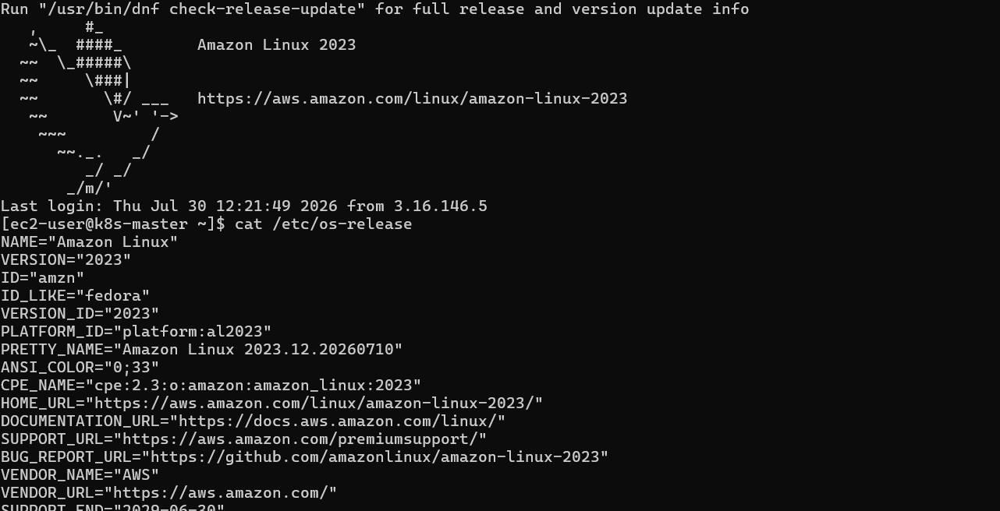 Run "/usr/bin/dnf check-release-update" for full release and version update info
   ,     #_
   ~\_  ####_        Amazon Linux 2023
  ~~  \_#####\
  ~~     \###|
  ~~       \#/ ___   https://aws.amazon.com/linux/amazon-linux-2023
   ~~       V~' '->
    ~~~         /
      ~~._.   _/
         _/ _/
       _/m/'
Last login: Thu Jul 30 12:21:49 2026 from 3.16.146.5
[ec2-user@k8s-master ~]$ cat /etc/os-release
NAME="Amazon Linux"
VERSION="2023"
ID="amzn"
ID_LIKE="fedora"
VERSION_ID="2023"
PLATFORM_ID="platform:al2023"
PRETTY_NAME="Amazon Linux 2023.12.20260710"
ANSI_COLOR="0;33"
CPE_NAME="cpe:2.3:o:amazon:amazon_linux:2023"
HOME_URL="https://aws.amazon.com/linux/amazon-linux-2023/"
DOCUMENTATION_URL="https://docs.aws.amazon.com/linux/"
SUPPORT_URL="https://aws.amazon.com/premiumsupport/"
BUG_REPORT_URL="https://github.com/amazonlinux/amazon-linux-2023"
VENDOR_NAME="AWS"
VENDOR_URL="https://aws.amazon.com/"
SUPPORT_END="2029-06-30"